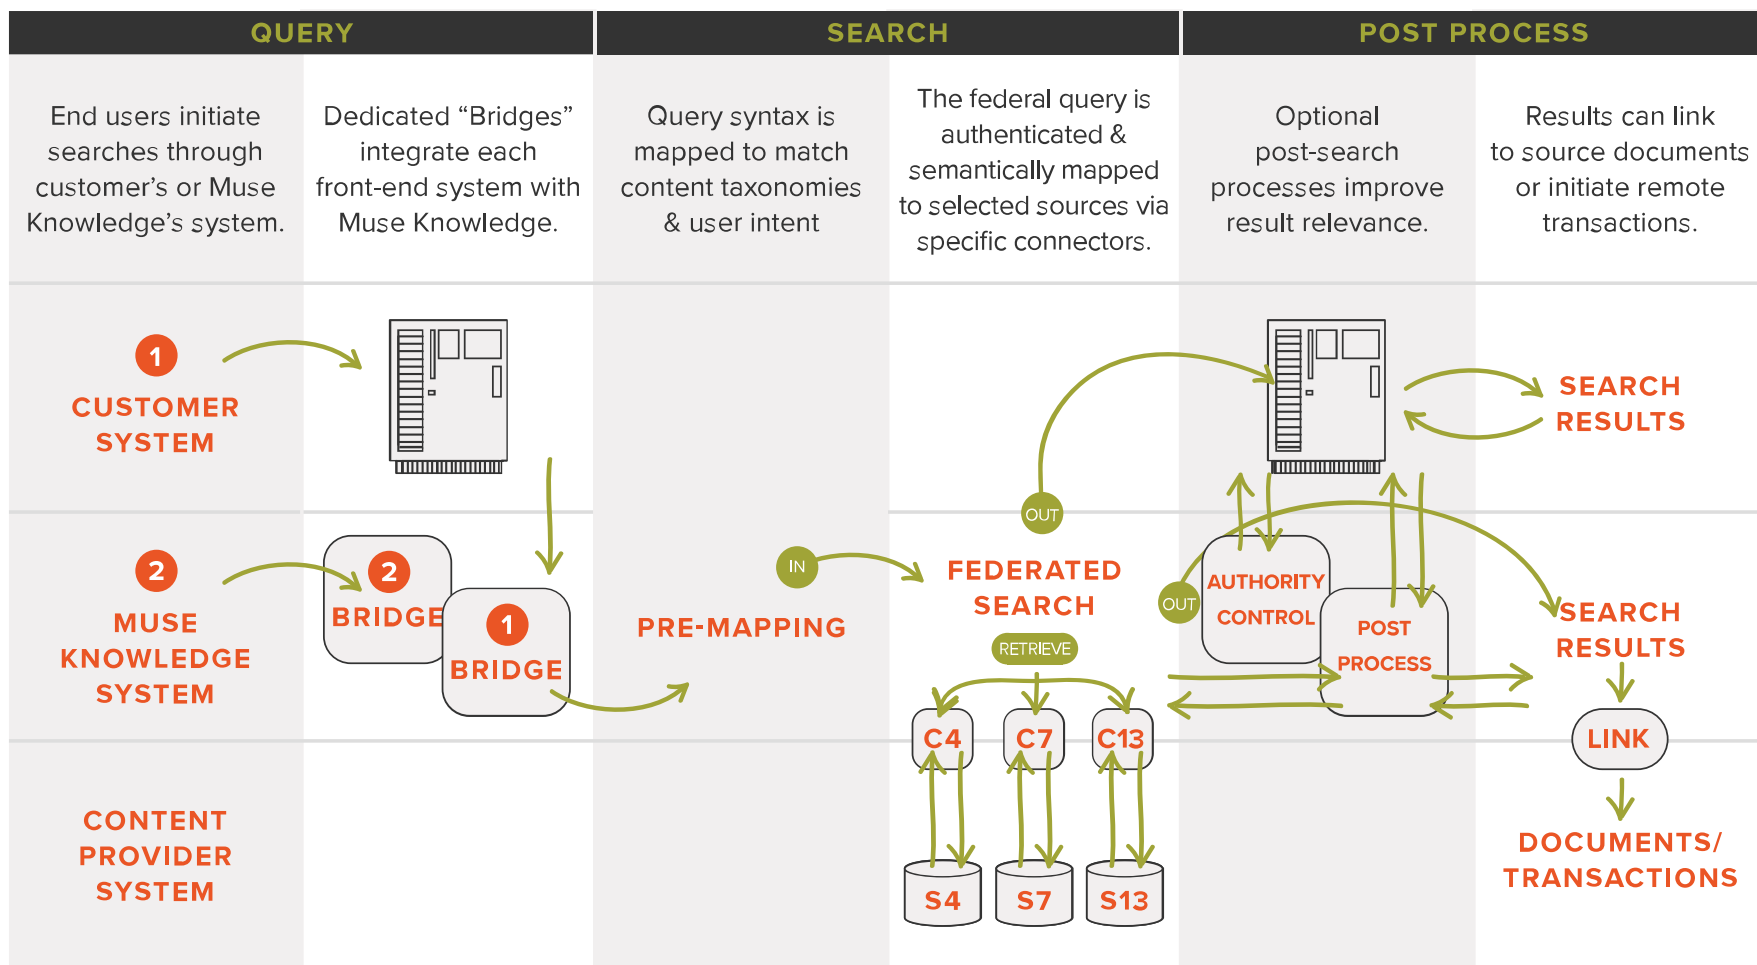 QUERY
SEARCH
POST PROCESS
End users initiate
searches through
customer’s or Muse
Knowledge’s system.
Dedicated “Bridges”
integrate each
front-end system with
Muse Knowledge.
Query syntax is
mapped to match
content taxonomies
& user intent
The federal query is
authenticated &
semantically mapped
to selected sources via
specific connectors.
Optional
post-search
processes improve
result relevance.
Results can link
to source documents
or initiate remote
transactions.
1
CUSTOMER
SYSTEM
SEARCH
RESULTS
OUT
2
MUSE
KNOWLEDGE
SYSTEM
2
BRIDGE
1
BRIDGE
PRE-MAPPING
IN
FEDERATED
SEARCH
RETRIEVE
C4
C7
C13
OUT
AUTHORITY
CONTROL
POST
PROCESS
SEARCH
RESULTS
LINK
CONTENT
PROVIDER
SYSTEM
S4
S7
S13
DOCUMENTS/
TRANSACTIONS